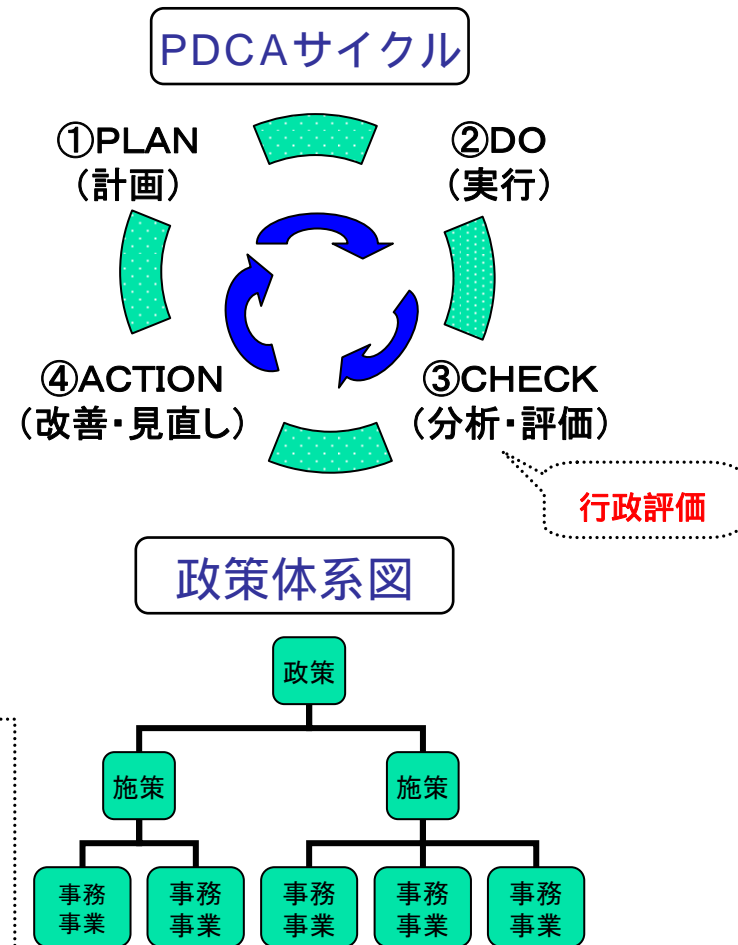 PDCAサイクル
①PLAN
（計画）
②DO
（実行）
④ACTION
（改善・見直し）
③CHECK
（分析・評価）
行政評価
政策体系図
政策
施策
施策
事務
事業
事務
事業
事務
事業
事務
事業
事務
事業